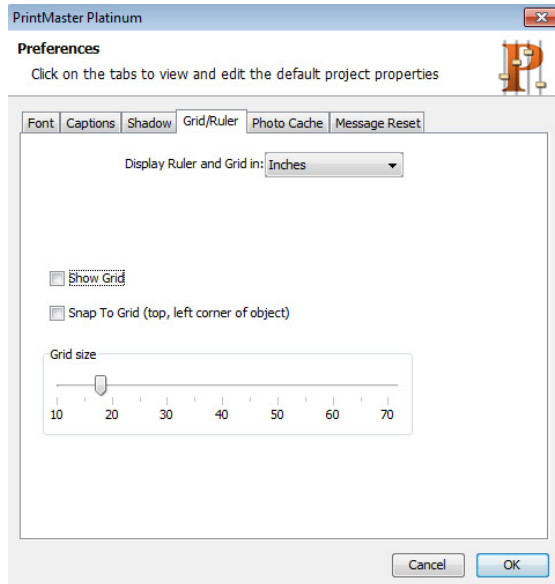 PrintMaster Platinum
Preferences
Click on the tabs to view and edit the default project properties
Font Captions Shadow Grid/Ruler Photo Cache Message Reset
Display Ruler and Grid in: Inches
Show Grid
Snap To Grid (top, left corner of object)
Grid size
10 20 30 40 50 60 70
Cancel OK